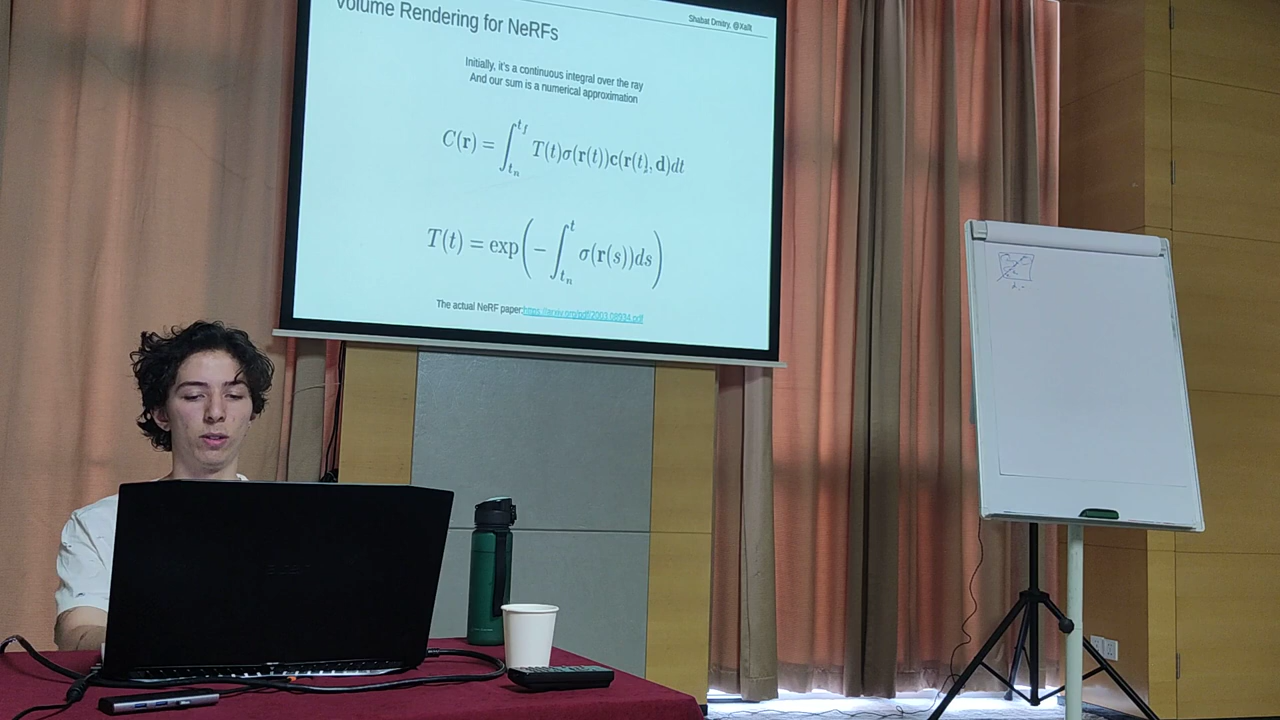 Volume Rendering for NeRFs
Shabat Dmitry, @Xallt
Initially, it's a continuous integral over the ray
And our sum is a numerical approximation
C(r) = ∫_{t_n}^{t_f} T(t)σ(r(t))c(r(t), d)dt
T(t) = exp(−∫_{t_n}^{t} σ(r(s))ds)
The actual NeRF paper:https://arxiv.org/pdf/2003.08934.pdf